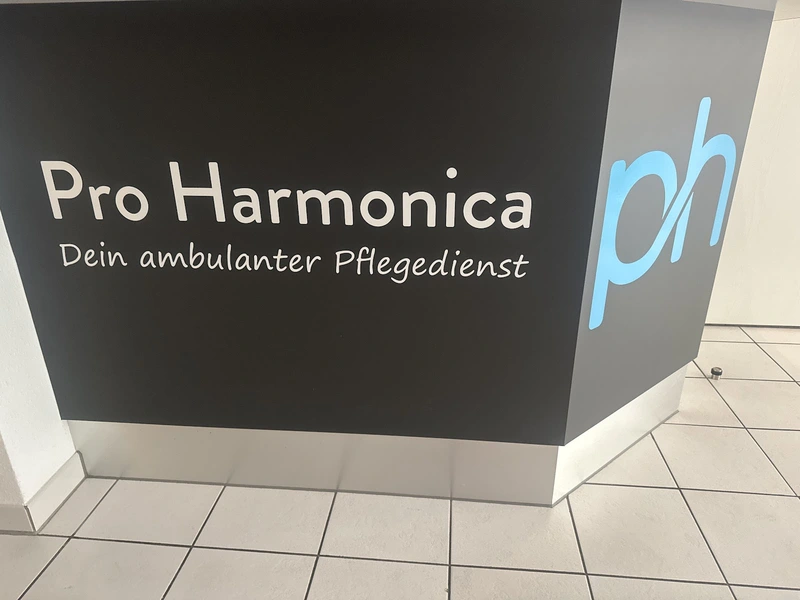 Pro Harmonica
Dein ambulanter Pflegedienst
ph